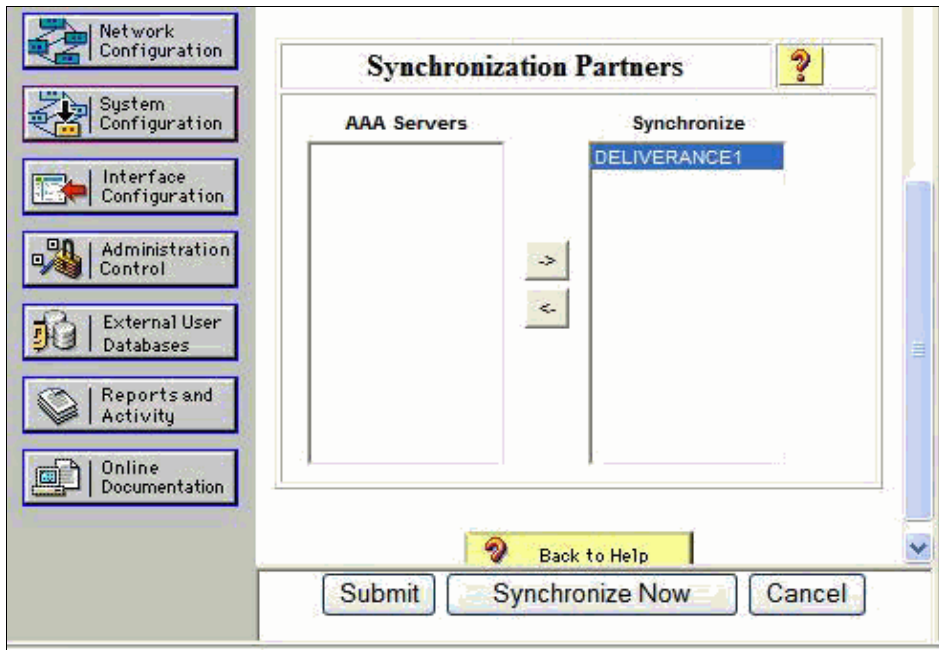 Network
Configuration
System
Configuration
Interface
Configuration
Administration
Control
External User
Databases
Reports and
Activity
Online
Documentation
Synchronization Partners
?
AAA Servers
Synchronize
DELIVERANCE1
->
<-
? Back to Help
Submit
Synchronize Now
Cancel